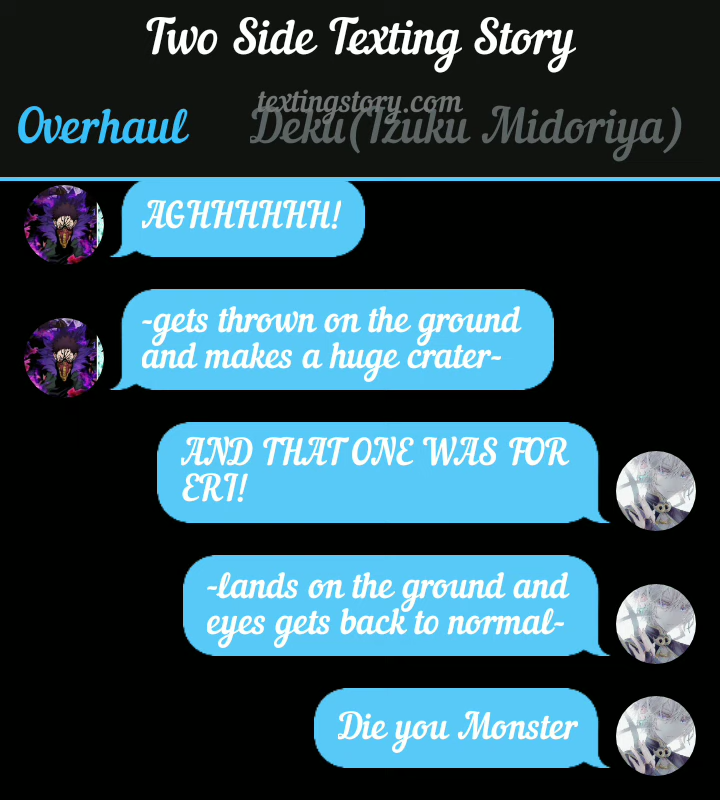 Two Side Texting Story
textingstory.com
Overhaul Deku(Izuku Midoriya)
AGHHHHHH!
-gets thrown on the ground
and makes a huge crater-
AND THAT ONE WAS FOR
ERI!
-lands on the ground and
eyes gets back to normal-
Die you Monster